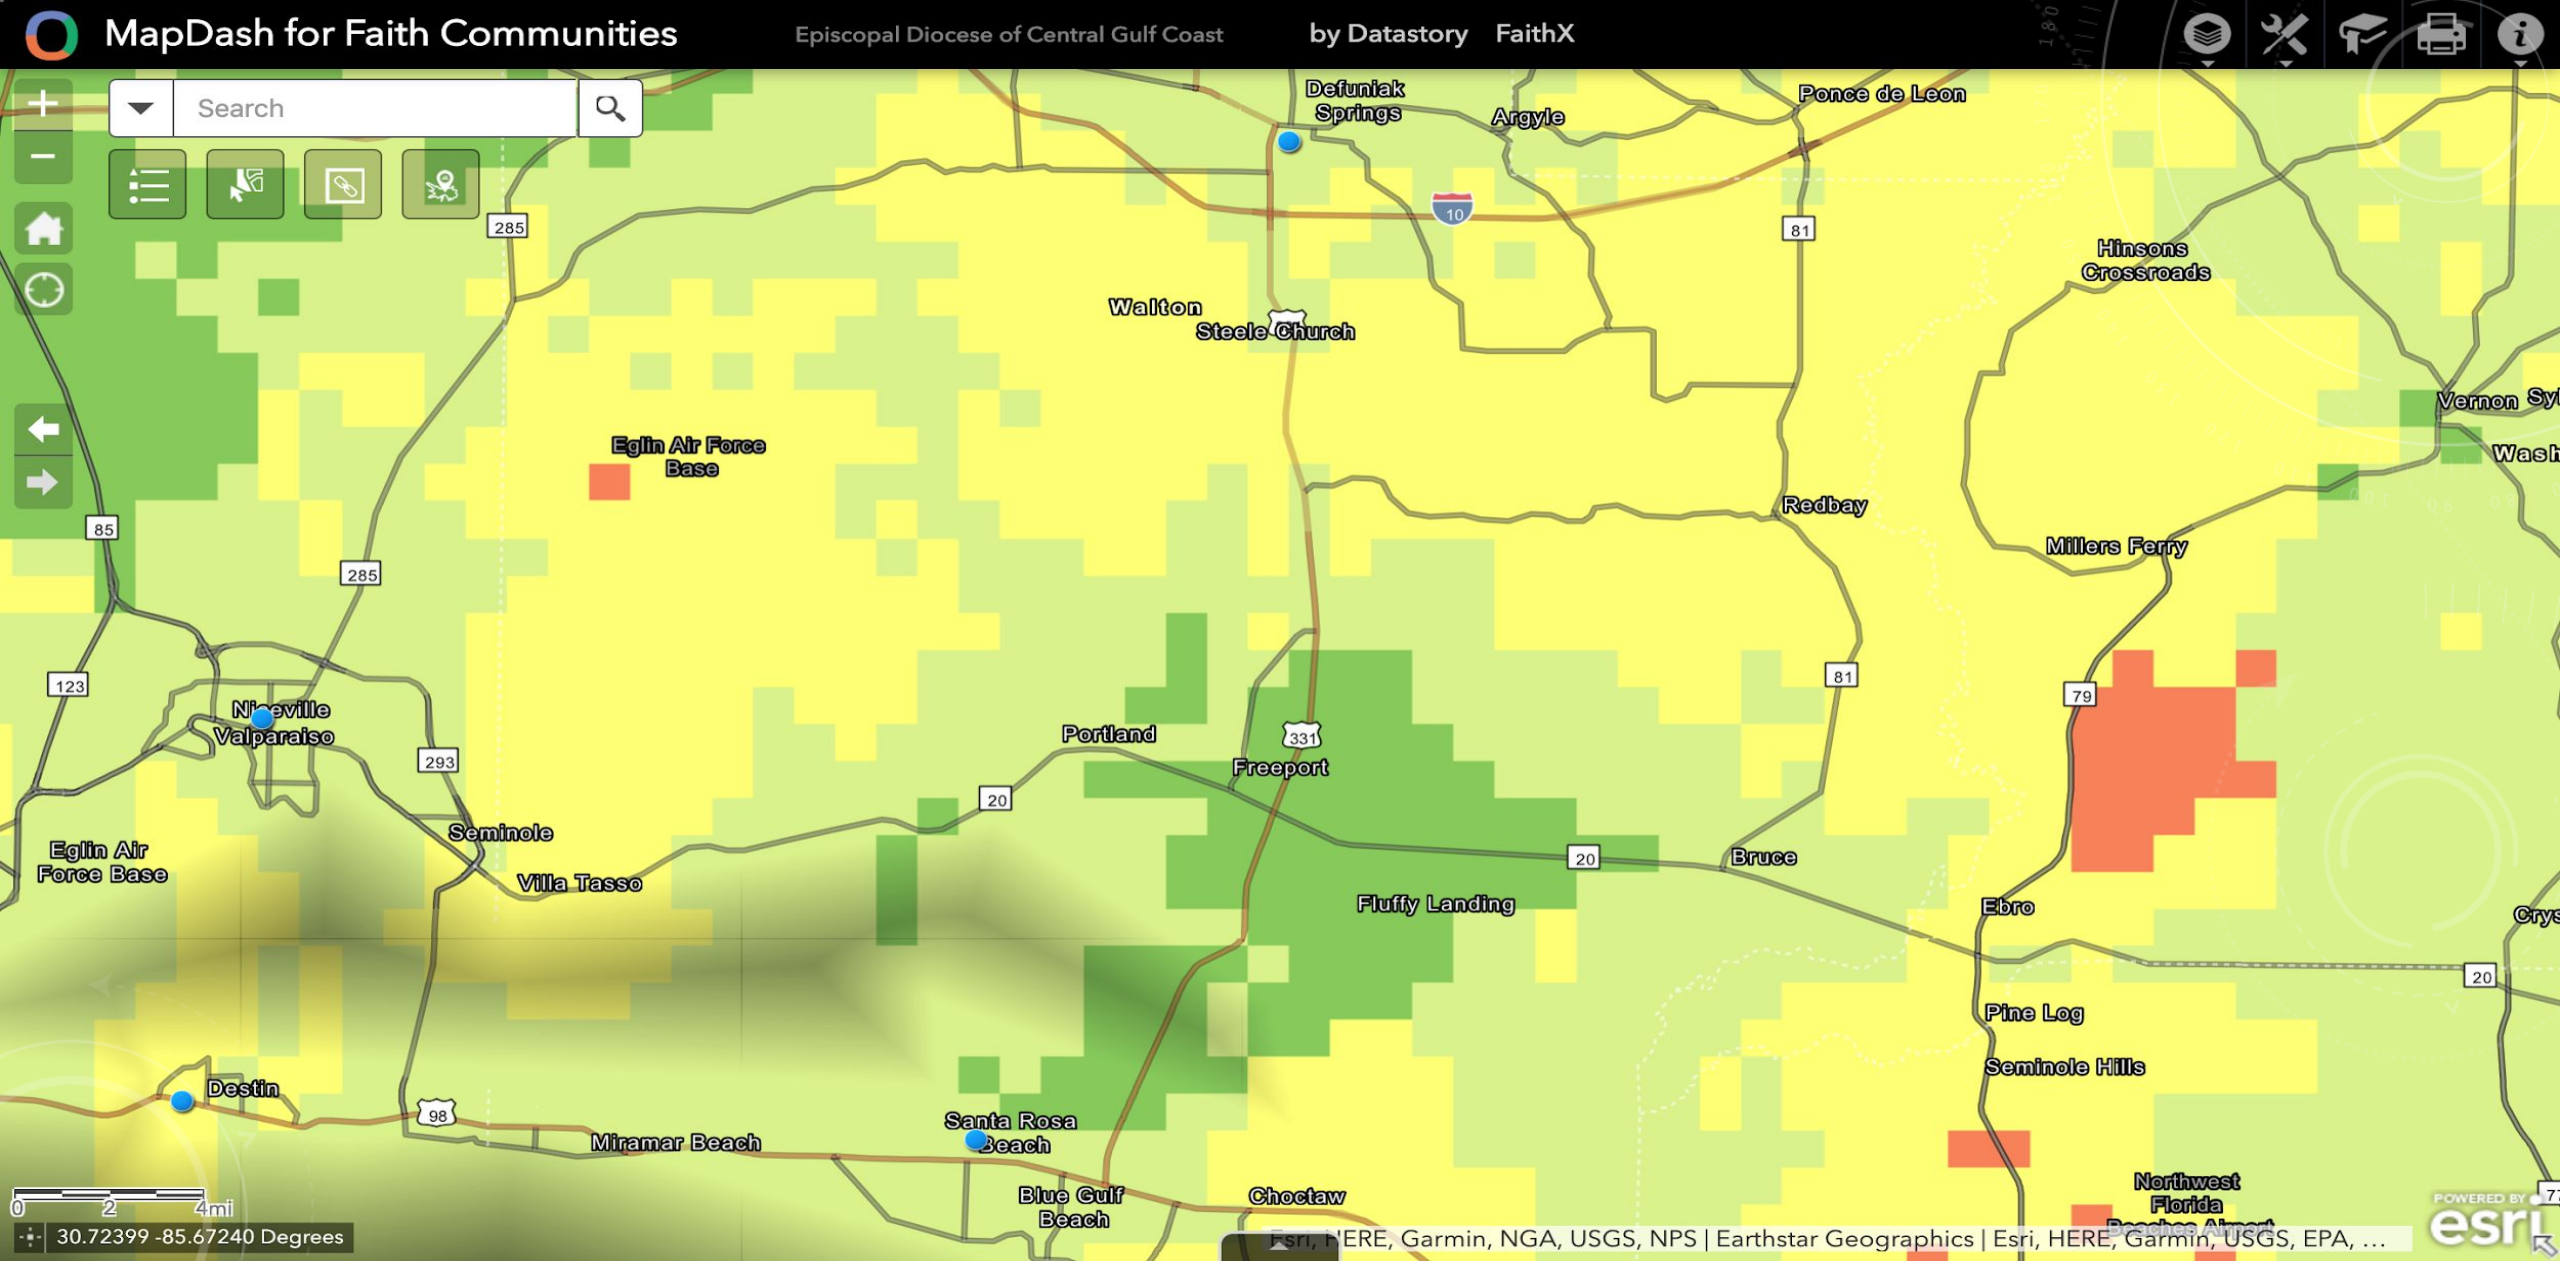 MapDash for Faith Communities
Episcopal Diocese of Central Gulf Coast
by Datastory
FaithX
Search
Defuniak
Springs
Argyle
Ponce de Leon
10
285
81
Hinsons
Crossroads
Walton
Steele Church
Vernon
Eglin Air Force
Base
Redbay
85
285
Millers Ferry
123
81
79
Niceville
Valparaiso
293
Portland
331
Freeport
20
Seminole
Eglin Air
Force Base
Villa Tasso
20
Bruce
Fluffy Landing
Ebro
20
Pine Log
Seminole Hills
Destin
98
Santa Rosa
Beach
Miramar Beach
Blue Gulf
Beach
Choctaw
Northwest
Florida
Beaches Airport
77
0 2 4mi
30.72399 -85.67240 Degrees
Esri, HERE, Garmin, NGA, USGS, NPS | Earthstar Geographics | Esri, HERE, Garmin, USGS, EPA, ...
POWERED BY
esri